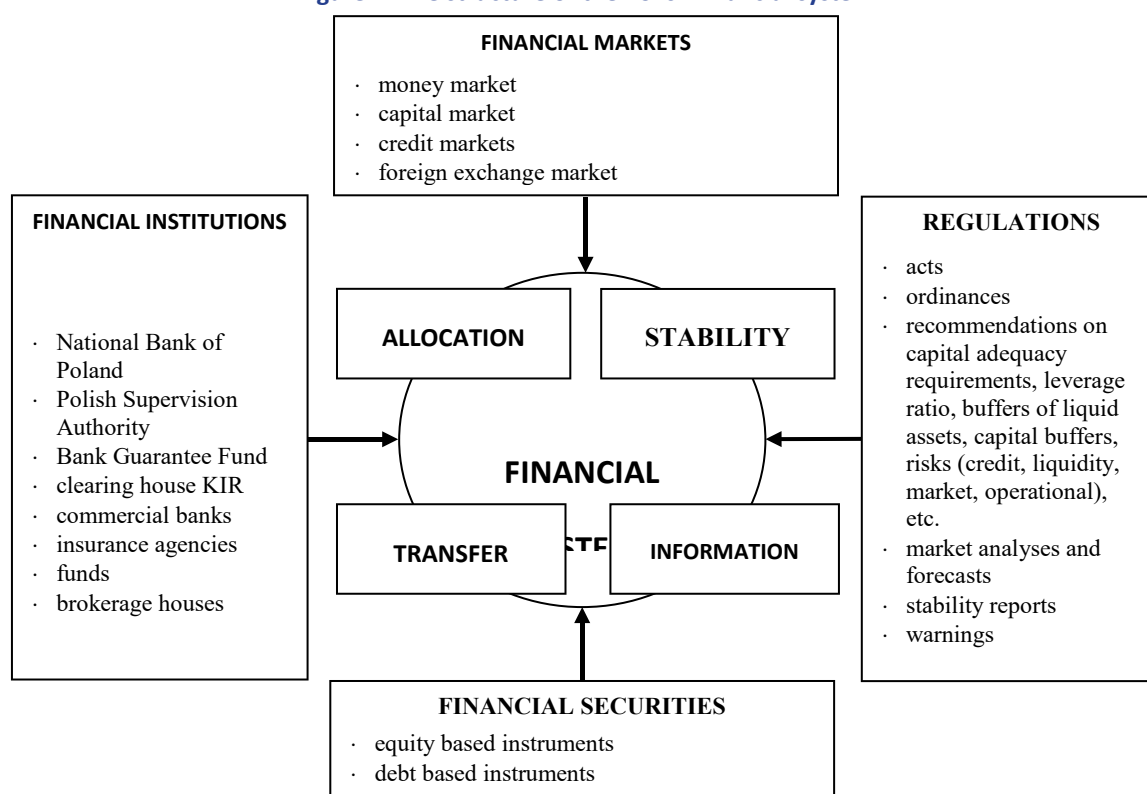 FINANCIAL MARKETS
· money market
· capital market
· credit markets
· foreign exchange market
FINANCIAL INSTITUTIONS
· National Bank of
Poland
· Polish Supervision
Authority
· Bank Guarantee Fund
· clearing house KIR
· commercial banks
· insurance agencies
· funds
· brokerage houses
ALLOCATION
STABILITY
FINANCIAL
TRANSFER
INFORMATION
REGULATIONS
· acts
· ordinances
· recommendations on
capital adequacy
requirements, leverage
ratio, buffers of liquid
assets, capital buffers,
risks (credit, liquidity,
market, operational),
etc.
· market analyses and
forecasts
· stability reports
· warnings
FINANCIAL SECURITIES
· equity based instruments
· debt based instruments